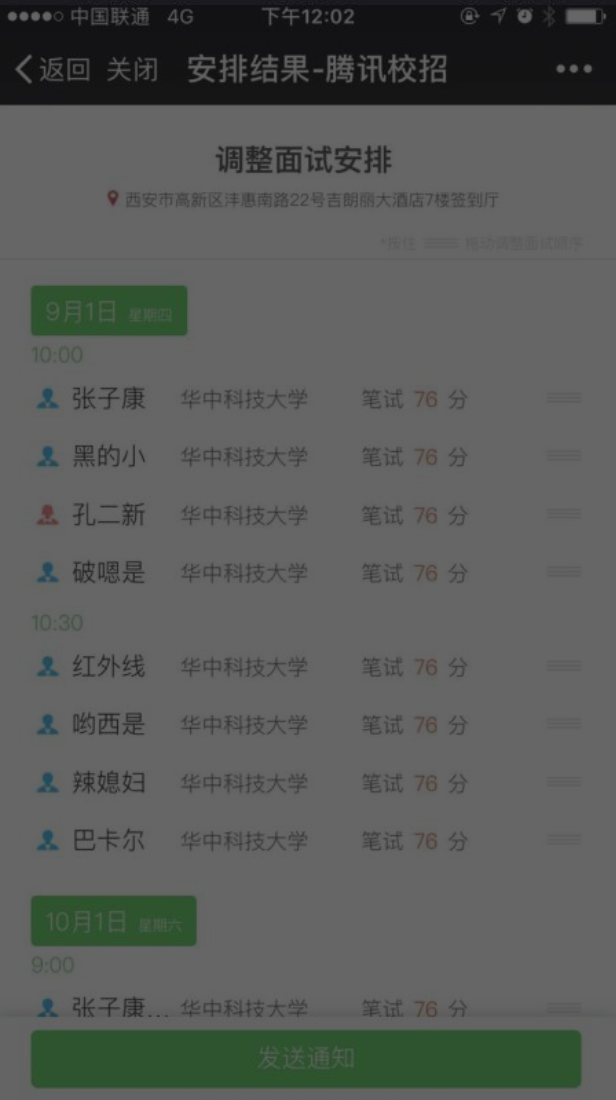 中国联通 4G 下午12:02
返回 关闭 安排结果-腾讯校招
调整面试安排
西安市高新区沣惠南路22号吉朗丽大酒店7楼签到厅
*按住 拖动调整面试顺序
9月1日 星期四
10:00
张子康 华中科技大学 笔试 76 分
黑的小 华中科技大学 笔试 76 分
孔二新 华中科技大学 笔试 76 分
破嗯是 华中科技大学 笔试 76 分
10:30
红外线 华中科技大学 笔试 76 分
哟西是 华中科技大学 笔试 76 分
辣媳妇 华中科技大学 笔试 76 分
巴卡尔 华中科技大学 笔试 76 分
10月1日 星期六
9:00
张子康... 华中科技大学 笔试 76 分
发送通知